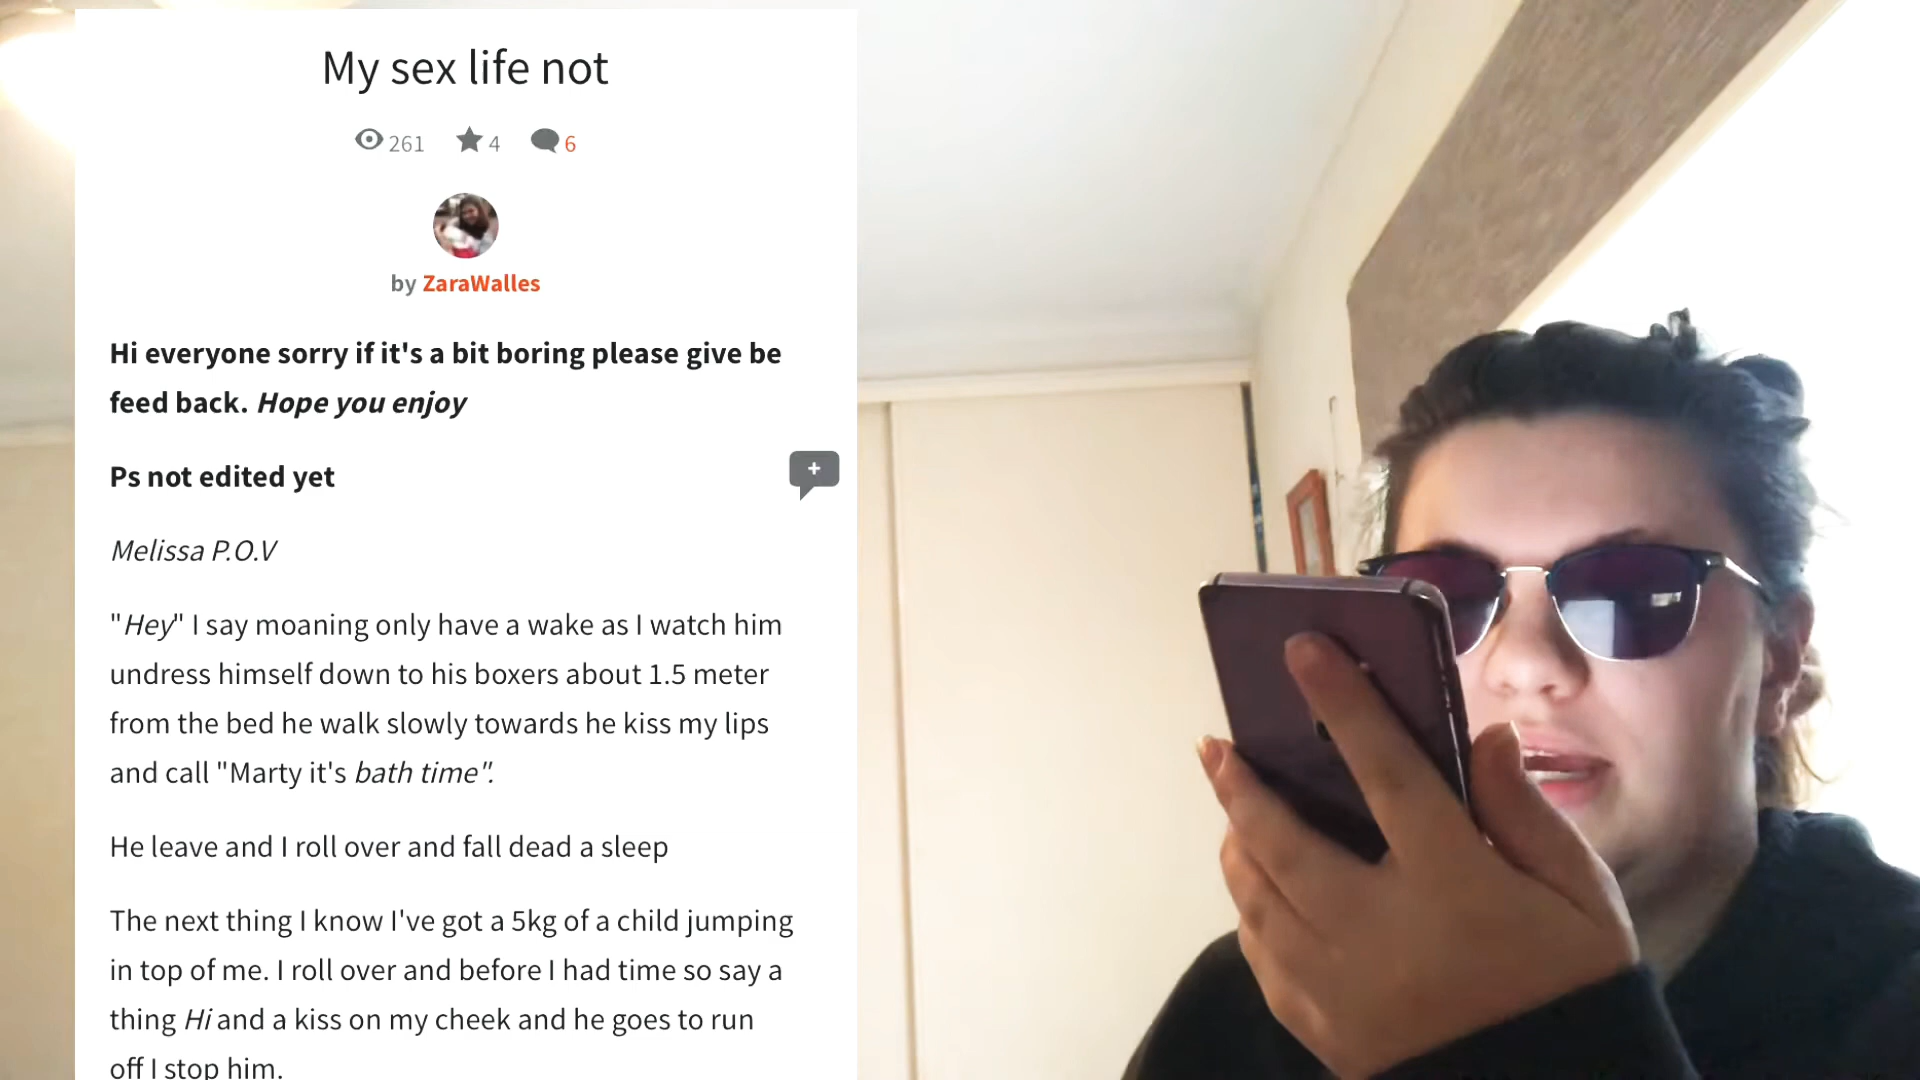 My sex life not
261 4 6
by ZaraWalles
Hi everyone sorry if it's a bit boring please give be
feed back. Hope you enjoy
Ps not edited yet
+
Melissa P.O.V
"Hey" I say moaning only have a wake as I watch him
undress himself down to his boxers about 1.5 meter
from the bed he walk slowly towards he kiss my lips
and call "Marty it's bath time".
He leave and I roll over and fall dead a sleep
The next thing I know I've got a 5kg of a child jumping
in top of me. I roll over and before I had time so say a
thing Hi and a kiss on my cheek and he goes to run
off I stop him.